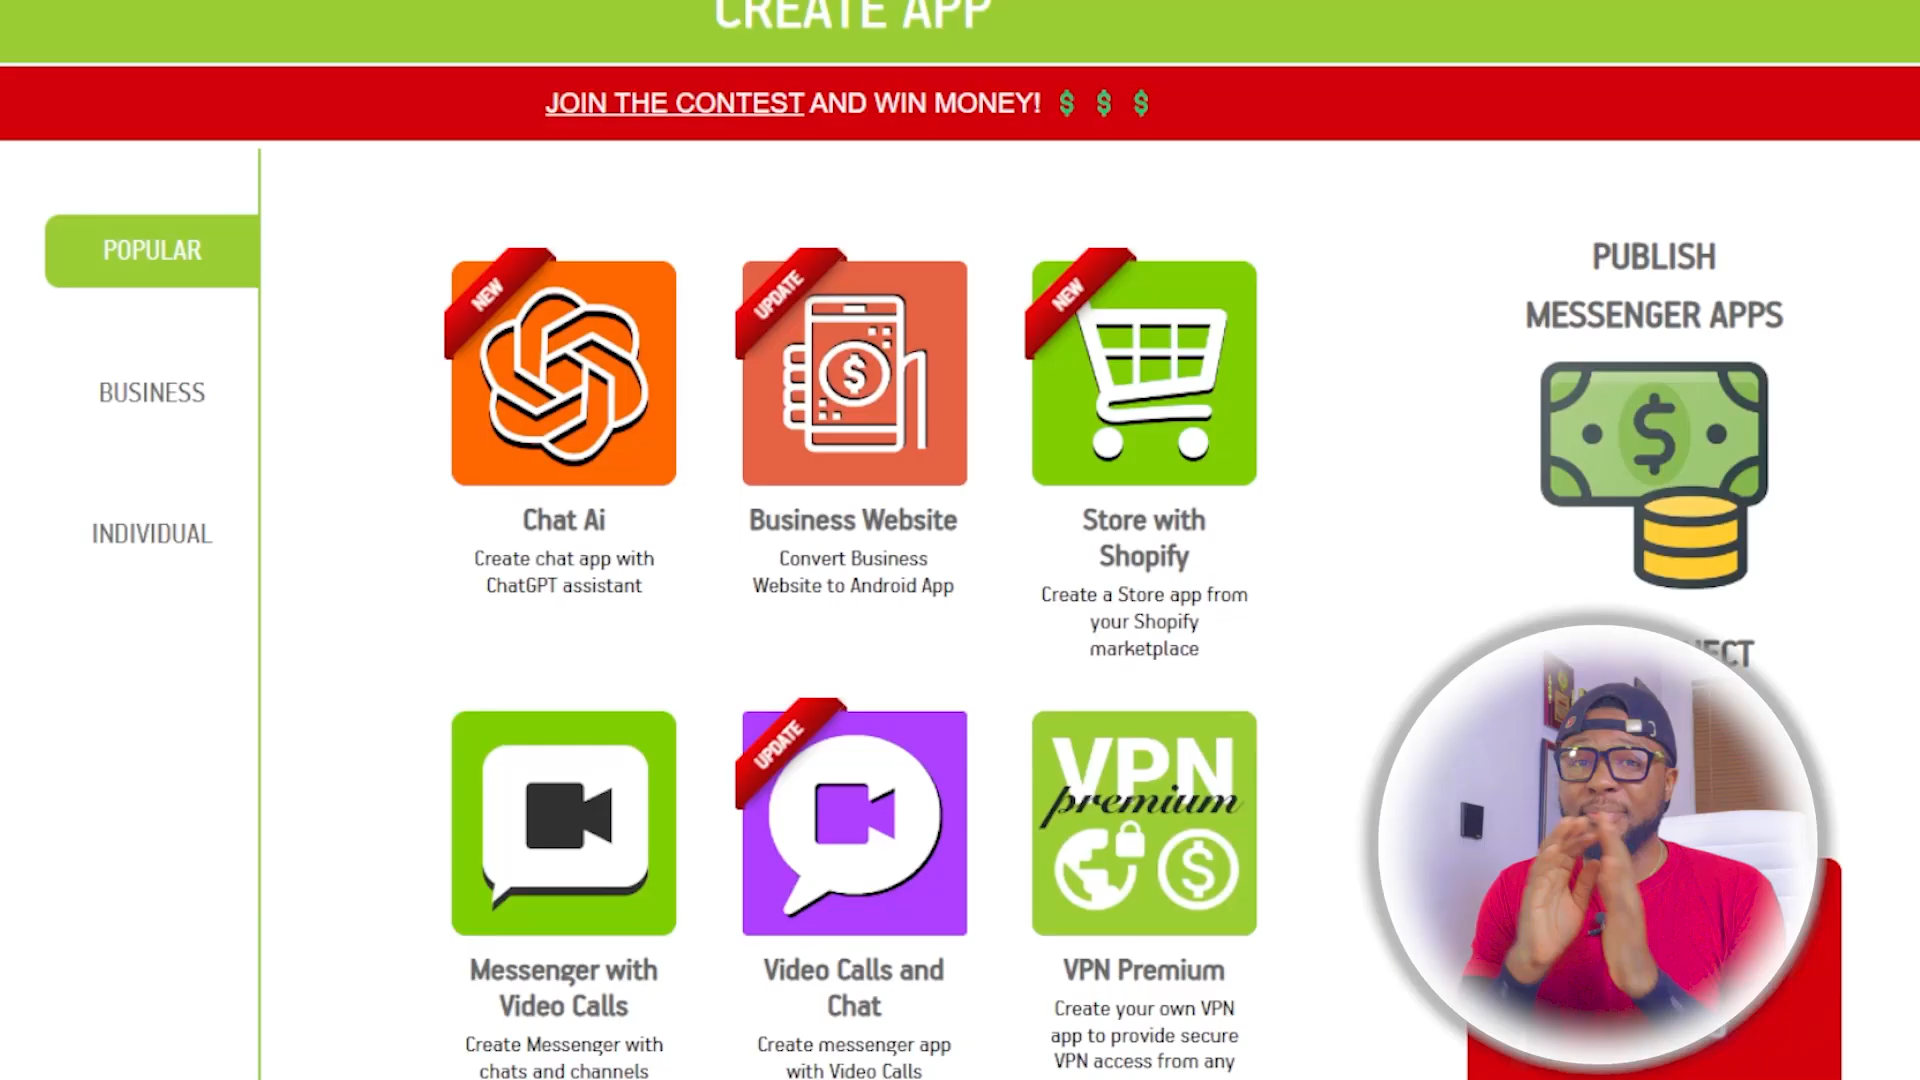 CREATE APP
JOIN THE CONTEST AND WIN MONEY!
POPULAR
BUSINESS
INDIVIDUAL
NEW
Chat Ai
Create chat app with
ChatGPT assistant
UPDATE
Business Website
Convert Business
Website to Android App
NEW
Store with
Shopify
Create a Store app from
your Shopify
marketplace
Messenger with
Video Calls
Create Messenger with
chats and channels
UPDATE
Video Calls and
Chat
Create messenger app
with Video Calls
VPN
premium
VPN Premium
Create your own VPN
app to provide secure
VPN access from any
PUBLISH
MESSENGER APPS